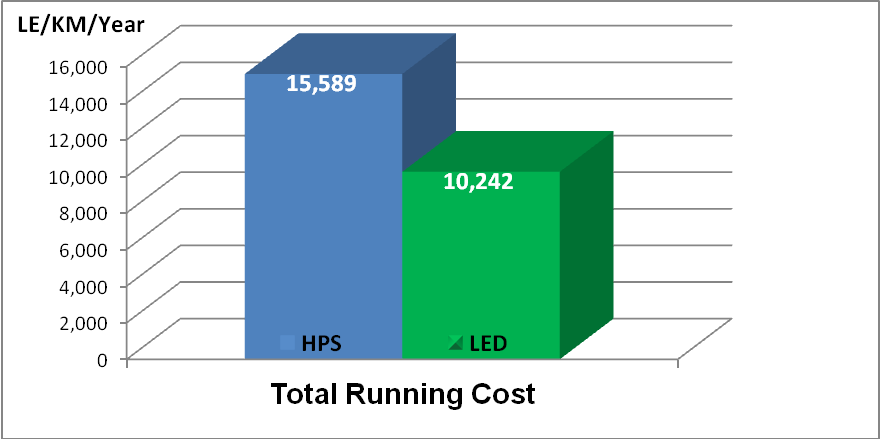 LE/KM/Year
16,000
14,000
12,000
10,000
8,000
6,000
4,000
2,000
0
15,589
10,242
HPS
LED
Total Running Cost